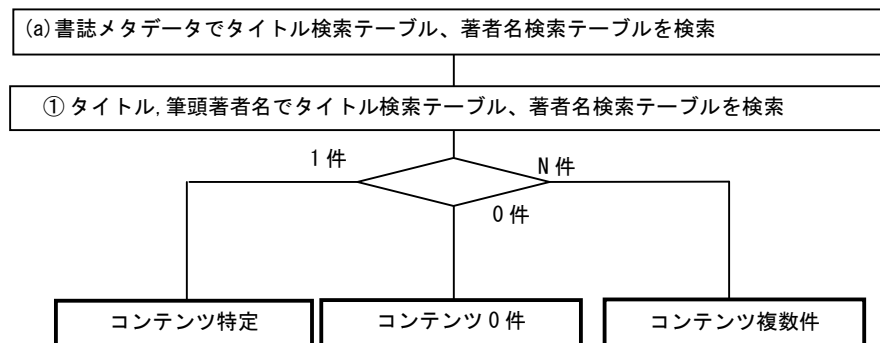 (a)書誌メタデータでタイトル検索テーブル、著者名検索テーブルを検索
① タイトル,筆頭著者名でタイトル検索テーブル、著者名検索テーブルを検索
1 件
N 件
0 件
コンテンツ特定
コンテンツ 0 件
コンテンツ複数件